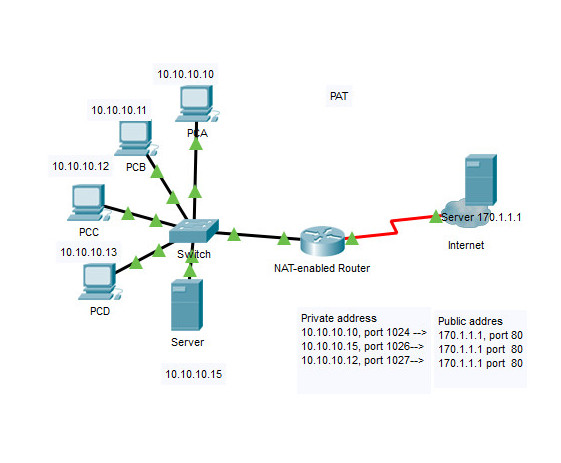 10.10.10.10
PAT
10.10.10.11
PCA
PCB
10.10.10.12
Server 170.1.1.1
PCC
Internet
10.10.10.13
Switch
NAT-enabled Router
PCD
Server
10.10.10.15
Private address
10.10.10.10, port 1024 -->
10.10.10.15, port 1026-->
10.10.10.12, port 1027-->
Public addres
170.1.1.1, port 80
170.1.1.1 port 80
170.1.1.1 port 80